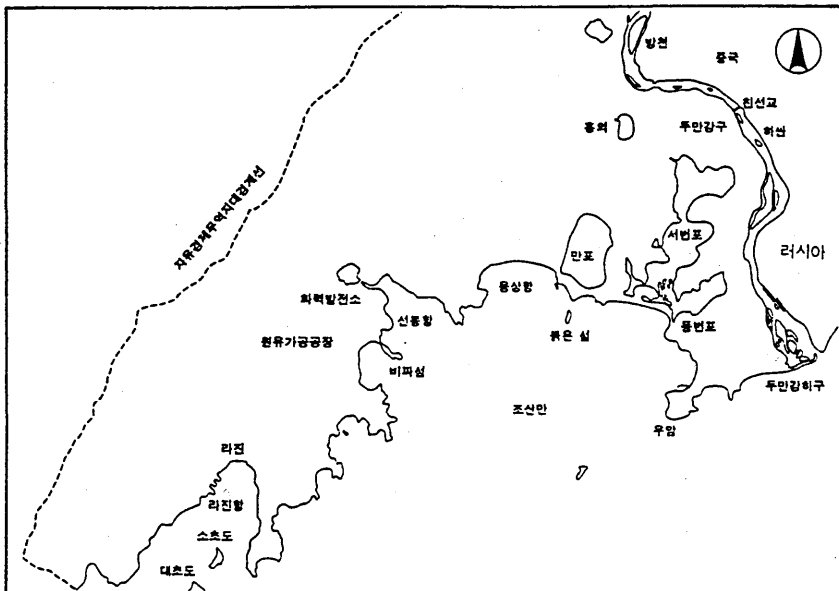 방천
중국
친선교
홍의
두만강구
하싼
자유경제무역지대경계선
서번포
만포
러시아
화력발전소
웅상항
선봉항
원유가공공장
붉은 섬
동번포
비파섬
두만강하구
조산만
우암
라진
라진항
소초도
대초도